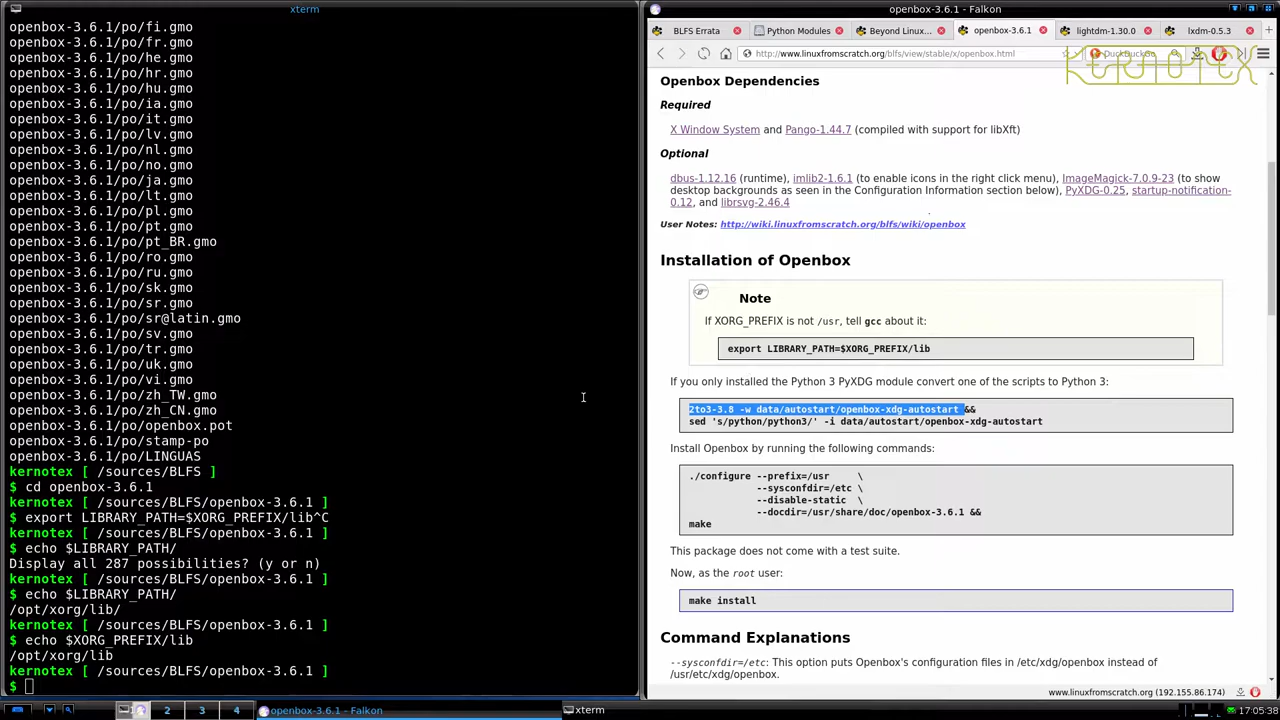 xterm
openbox-3.6.1/po/fi.gmo
openbox-3.6.1/po/fr.gmo
openbox-3.6.1/po/he.gmo
openbox-3.6.1/po/hr.gmo
openbox-3.6.1/po/hu.gmo
openbox-3.6.1/po/ia.gmo
openbox-3.6.1/po/it.gmo
openbox-3.6.1/po/lv.gmo
openbox-3.6.1/po/nl.gmo
openbox-3.6.1/po/no.gmo
openbox-3.6.1/po/ja.gmo
openbox-3.6.1/po/lt.gmo
openbox-3.6.1/po/pl.gmo
openbox-3.6.1/po/pt.gmo
openbox-3.6.1/po/pt_BR.gmo
openbox-3.6.1/po/ro.gmo
openbox-3.6.1/po/ru.gmo
openbox-3.6.1/po/sk.gmo
openbox-3.6.1/po/sr.gmo
openbox-3.6.1/po/sr@latin.gmo
openbox-3.6.1/po/sv.gmo
openbox-3.6.1/po/tr.gmo
openbox-3.6.1/po/uk.gmo
openbox-3.6.1/po/vi.gmo
openbox-3.6.1/po/zh_TW.gmo
openbox-3.6.1/po/zh_CN.gmo
openbox-3.6.1/po/openbox.pot
openbox-3.6.1/po/stamp-po
openbox-3.6.1/po/LINGUAS
kernotex [ /sources/BLFS ]
$ cd openbox-3.6.1
kernotex [ /sources/BLFS/openbox-3.6.1 ]
$ export LIBRARY_PATH=$XORG_PREFIX/lib^C
kernotex [ /sources/BLFS/openbox-3.6.1 ]
$ echo $LIBRARY_PATH/
Display all 287 possibilities? (y or n)
kernotex [ /sources/BLFS/openbox-3.6.1 ]
$ echo $LIBRARY_PATH/
/opt/xorg/lib/
kernotex [ /sources/BLFS/openbox-3.6.1 ]
$ echo $XORG_PREFIX/lib
/opt/xorg/lib
kernotex [ /sources/BLFS/openbox-3.6.1 ]
$
openbox-3.6.1 - Falkon
BLFS Errata
Python Modules
Beyond Linux...
openbox-3.6.1
lightdm-1.30.0
lxdm-0.5.3
http://www.linuxfromscratch.org/blfs/view/stable/x/openbox.html
DuckDuckGo
KERNOTEX
Openbox Dependencies
Required
X Window System and Pango-1.44.7 (compiled with support for libXft)
Optional
dbus-1.12.16 (runtime), imlib2-1.6.1 (to enable icons in the right click menu), ImageMagick-7.0.9-23 (to show
desktop backgrounds as seen in the Configuration Information section below), PyXDG-0.25, startup-notification-
0.12, and librsvg-2.46.4
User Notes: http://wiki.linuxfromscratch.org/blfs/wiki/openbox
Installation of Openbox
Note
If XORG_PREFIX is not /usr, tell gcc about it:
export LIBRARY_PATH=$XORG_PREFIX/lib
If you only installed the Python 3 PyXDG module convert one of the scripts to Python 3:
2to3-3.8 -w data/autostart/openbox-xdg-autostart &&
sed 's/python/python3/' -i data/autostart/openbox-xdg-autostart
Install Openbox by running the following commands:
./configure --prefix=/usr \
--sysconfdir=/etc \
--disable-static \
--docdir=/usr/share/doc/openbox-3.6.1 &&
make
This package does not come with a test suite.
Now, as the root user:
make install
Command Explanations
--sysconfdir=/etc: This option puts Openbox's configuration files in /etc/xdg/openbox instead of
/usr/etc/xdg/openbox.
www.linuxfromscratch.org (192.155.86.174)
1 2 3 4 openbox-3.6.1 - Falkon xterm 17:05:38